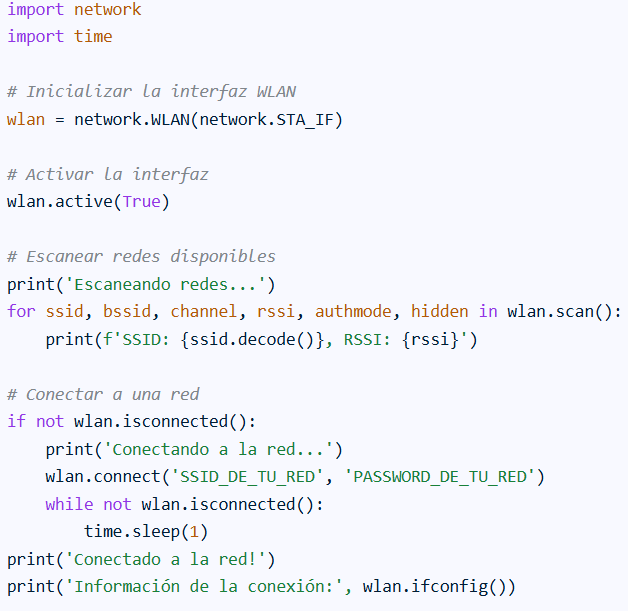 import network
import time
# Inicializar la interfaz WLAN
wlan = network.WLAN(network.STA_IF)
# Activar la interfaz
wlan.active(True)
# Escanear redes disponibles
print('Escaneando redes...')
for ssid, bssid, channel, rssi, authmode, hidden in wlan.scan():
    print(f'SSID: {ssid.decode()}, RSSI: {rssi}')
# Conectar a una red
if not wlan.isconnected():
    print('Conectando a la red...')
    wlan.connect('SSID_DE_TU_RED', 'PASSWORD_DE_TU_RED')
    while not wlan.isconnected():
        time.sleep(1)
print('Conectado a la red!')
print('Información de la conexión:', wlan.ifconfig())